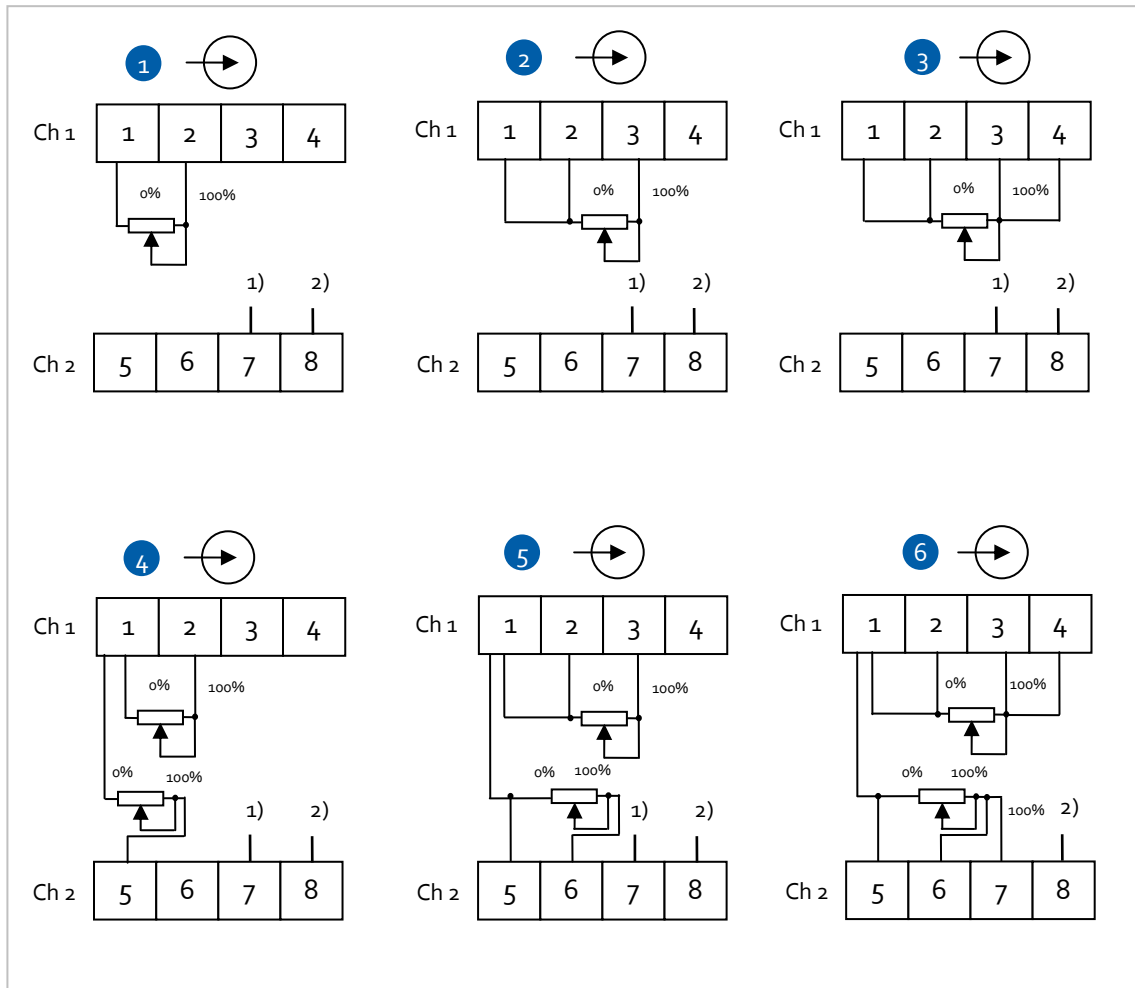 1 2 3
Ch 1 1 2 3 4 Ch 1 1 2 3 4 Ch 1 1 2 3 4
0% 100% 0% 100% 0% 100%
1) 2) 1) 2) 1) 2)
Ch 2 5 6 7 8 Ch 2 5 6 7 8 Ch 2 5 6 7 8
4 5 6
Ch 1 1 2 3 4 Ch 1 1 2 3 4 Ch 1 1 2 3 4
0% 100% 0% 100% 0% 100%
0% 100% 0% 100% 0% 100%
1) 2) 1) 2) 100% 2)
Ch 2 5 6 7 8 Ch 2 5 6 7 8 Ch 2 5 6 7 8